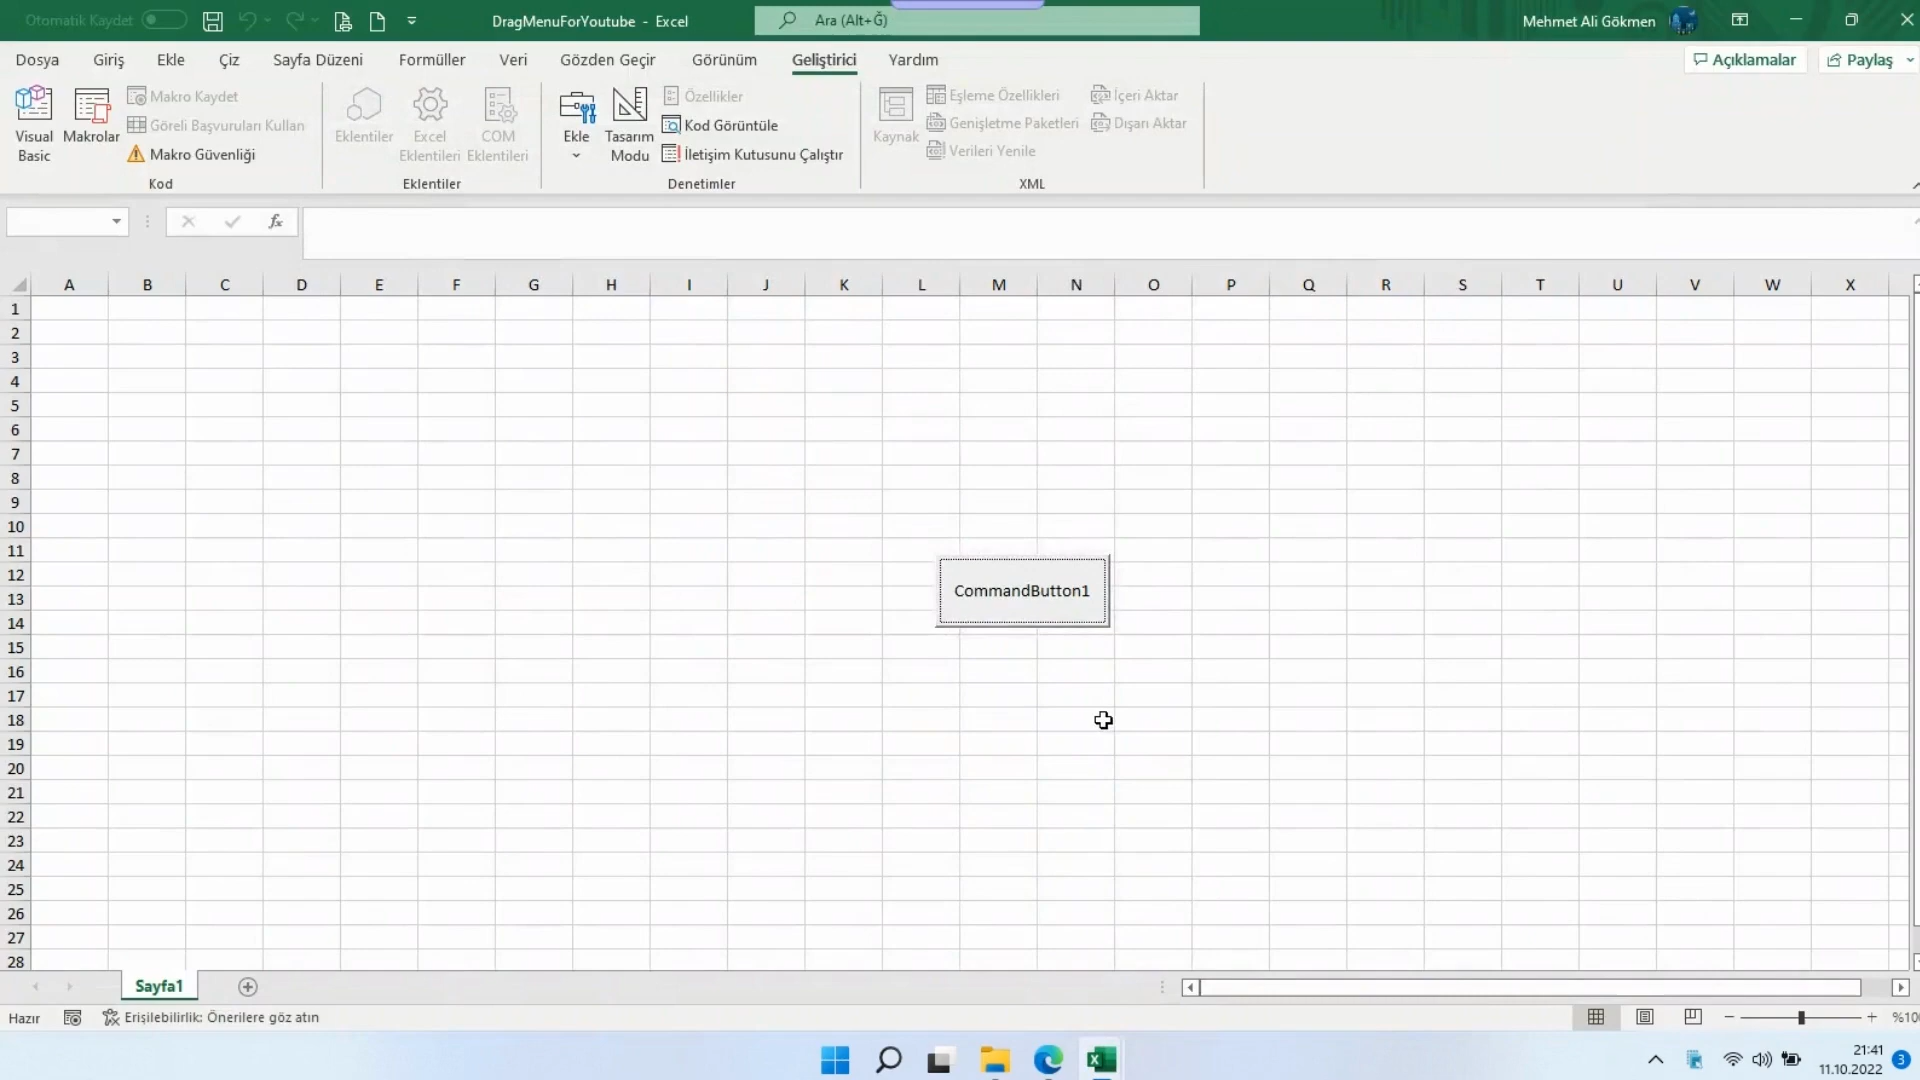 Otomatik Kaydet
DragMenuForYoutube - Excel
Ara (Alt+Ğ)
Mehmet Ali Gökmen
Dosya Giriş Ekle Çiz Sayfa Düzeni Formüller Veri Gözden Geçir Görünüm Geliştirici Yardım
Açıklamalar Paylaş
Visual Basic
Makrolar
Makro Kaydet
Göreli Başvuruları Kullan
Makro Güvenliği
Kod
Eklentiler
Excel Eklentileri
COM Eklentileri
Eklentiler
Ekle
Tasarım Modu
Özellikler
Kod Görüntüle
İletişim Kutusunu Çalıştır
Denetimler
Kaynak
Eşleme Özellikleri
Genişletme Paketleri
Verileri Yenile
İçeri Aktar
Dışarı Aktar
XML
fx
A B C D E F G H I J K L M N O P Q R S T U V W X
1
2
3
4
5
6
7
8
9
10
11
12
13
14
15
16
17
18
19
20
21
22
23
24
25
26
27
28
CommandButton1
Sayfa1
Hazır
Erişilebilirlik: Önerilere göz atın
21:41
11.10.2022
3